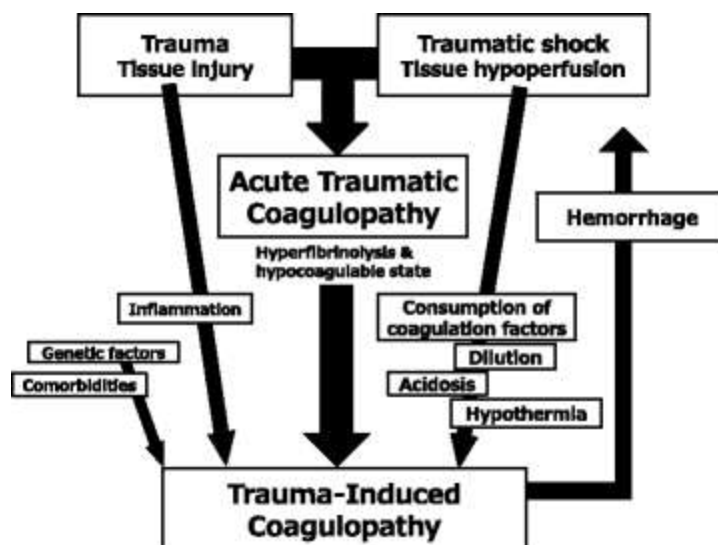 Trauma
Tissue injury
Traumatic shock
Tissue hypoperfusion
Acute Traumatic
Coagulopathy
Hemorrhage
Hyperfibrinolysis &
hypocoagulable state
Inflammation
Consumption of
coagulation factors
Genetic factors
Dilution
Comorbidities
Acidosis
Hypothermia
Trauma-Induced
Coagulopathy